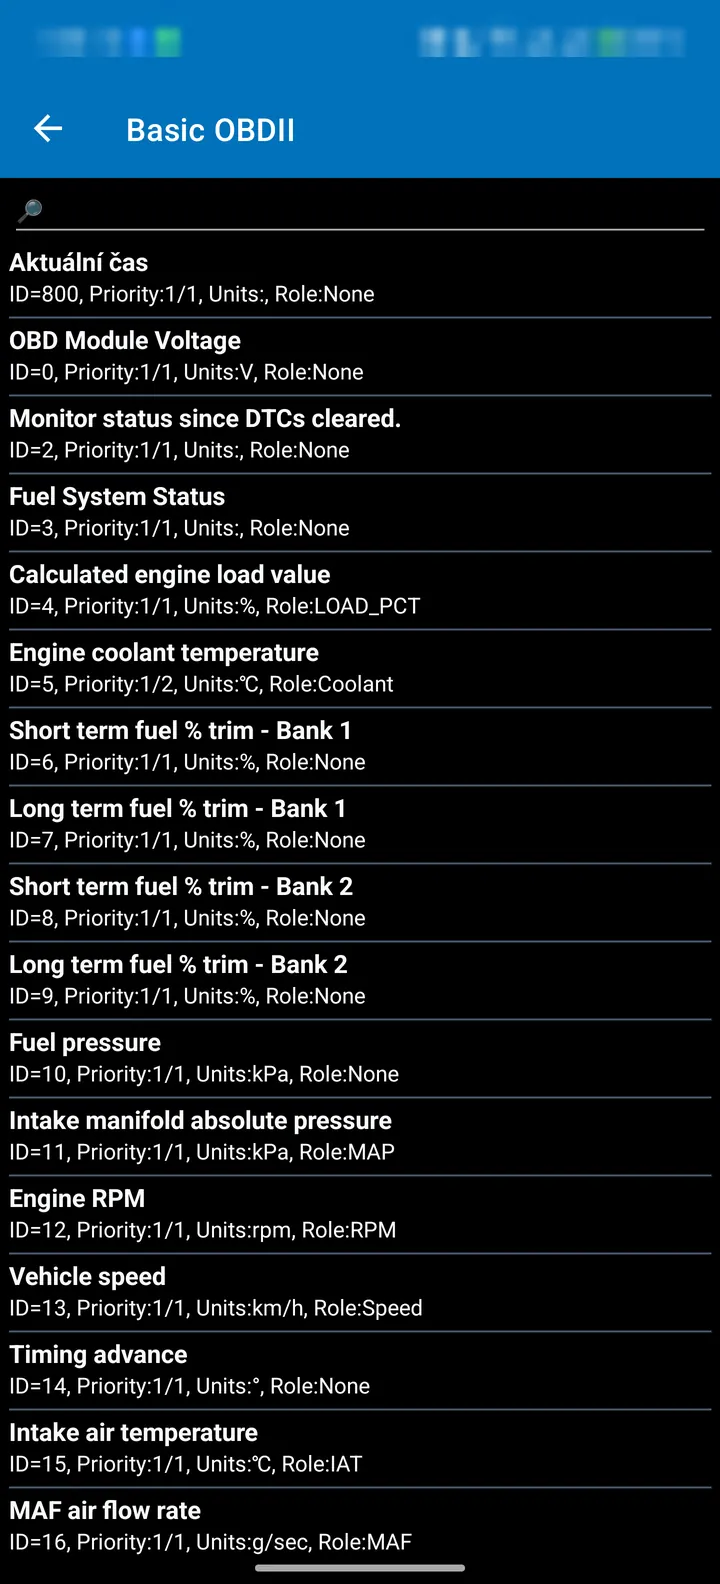 Basic OBDII
Aktuální čas
ID=800, Priority:1/1, Units:, Role:None
OBD Module Voltage
ID=0, Priority:1/1, Units:V, Role:None
Monitor status since DTCs cleared.
ID=2, Priority:1/1, Units:, Role:None
Fuel System Status
ID=3, Priority:1/1, Units:, Role:None
Calculated engine load value
ID=4, Priority:1/1, Units:%, Role:LOAD_PCT
Engine coolant temperature
ID=5, Priority:1/2, Units:℃, Role:Coolant
Short term fuel % trim - Bank 1
ID=6, Priority:1/1, Units:%, Role:None
Long term fuel % trim - Bank 1
ID=7, Priority:1/1, Units:%, Role:None
Short term fuel % trim - Bank 2
ID=8, Priority:1/1, Units:%, Role:None
Long term fuel % trim - Bank 2
ID=9, Priority:1/1, Units:%, Role:None
Fuel pressure
ID=10, Priority:1/1, Units:kPa, Role:None
Intake manifold absolute pressure
ID=11, Priority:1/1, Units:kPa, Role:MAP
Engine RPM
ID=12, Priority:1/1, Units:rpm, Role:RPM
Vehicle speed
ID=13, Priority:1/1, Units:km/h, Role:Speed
Timing advance
ID=14, Priority:1/1, Units:°, Role:None
Intake air temperature
ID=15, Priority:1/1, Units:℃, Role:IAT
MAF air flow rate
ID=16, Priority:1/1, Units:g/sec, Role:MAF